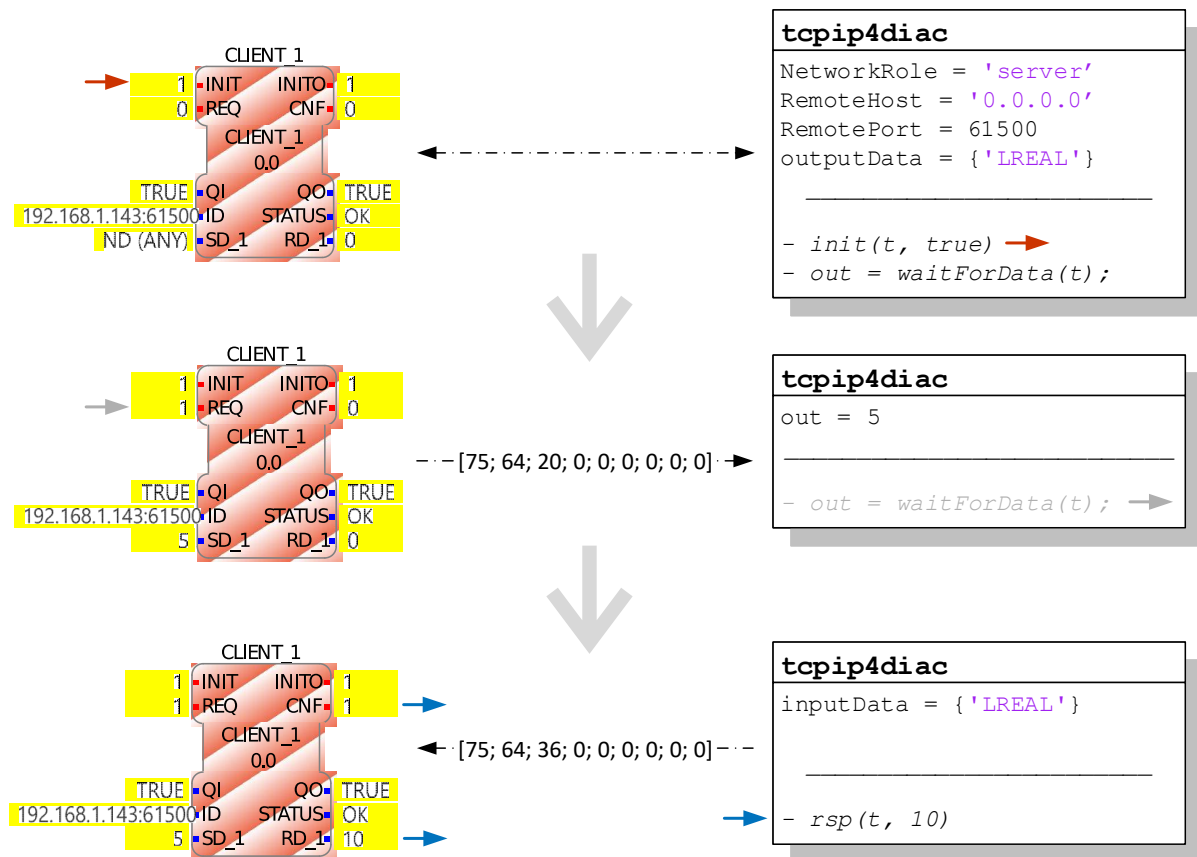 CLIENT_1
1 INIT INITO 1
0 REQ CNF 0
CLIENT_1
0.0
TRUE QI QO TRUE
192.168.1.143:61500 ID STATUS OK
ND (ANY) SD_1 RD_1 0
tcpip4diac
NetworkRole = 'server’
RemoteHost = '0.0.0.0’
RemotePort = 61500
outputData = {'LREAL'}
- init(t, true)
- out = waitForData(t);
CLIENT_1
1 INIT INITO 1
1 REQ CNF 0
CLIENT_1
0.0
TRUE QI QO TRUE
192.168.1.143:61500 ID STATUS OK
5 SD_1 RD_1 0
[75; 64; 20; 0; 0; 0; 0; 0; 0]
tcpip4diac
out = 5
- out = waitForData(t);
CLIENT_1
1 INIT INITO 1
1 REQ CNF 1
CLIENT_1
0.0
TRUE QI QO TRUE
192.168.1.143:61500 ID STATUS OK
5 SD_1 RD_1 10
[75; 64; 36; 0; 0; 0; 0; 0; 0]
tcpip4diac
inputData = {'LREAL'}
- rsp(t, 10)